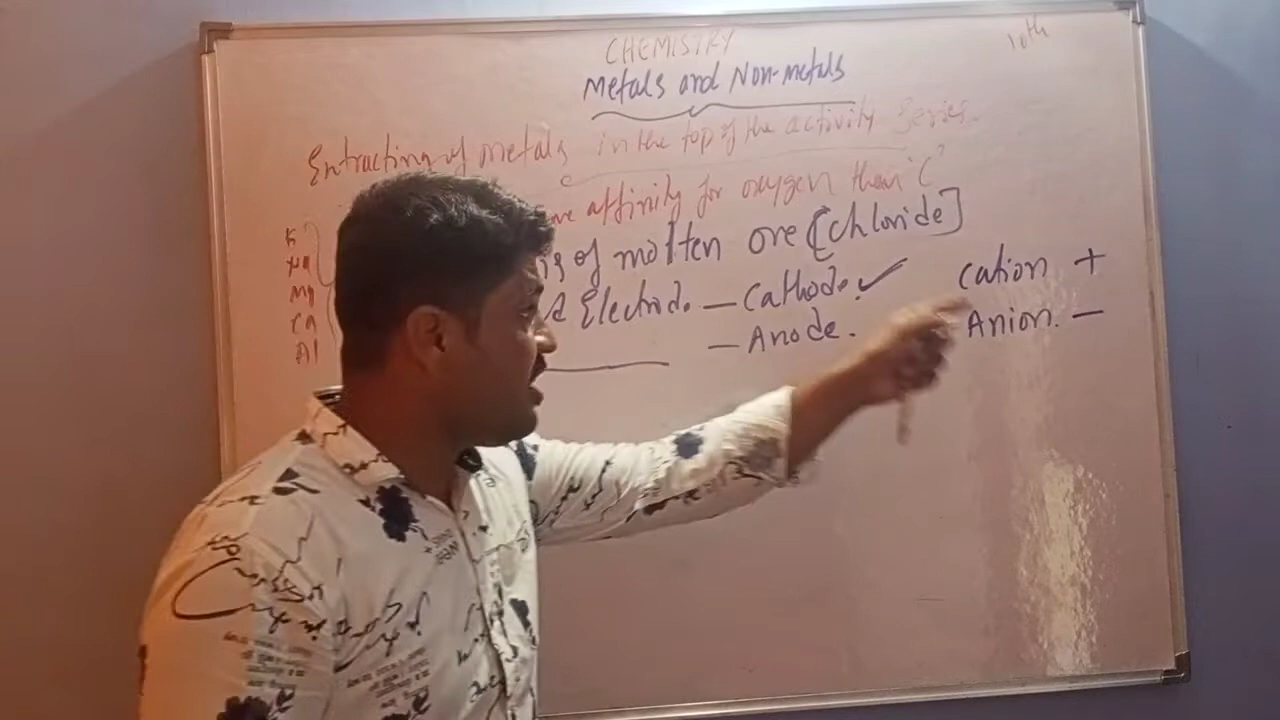 CHEMISTRY
10th
Metals and Non-metals
Extracting of metals in the top of the activity Series.
affinity for oxygen than 'C'
K
Na
Mg
Ca
Al
of molten ore [Chloride]
Electrode — Cathode. ✓
— Anode.
Cation +
Anion. —